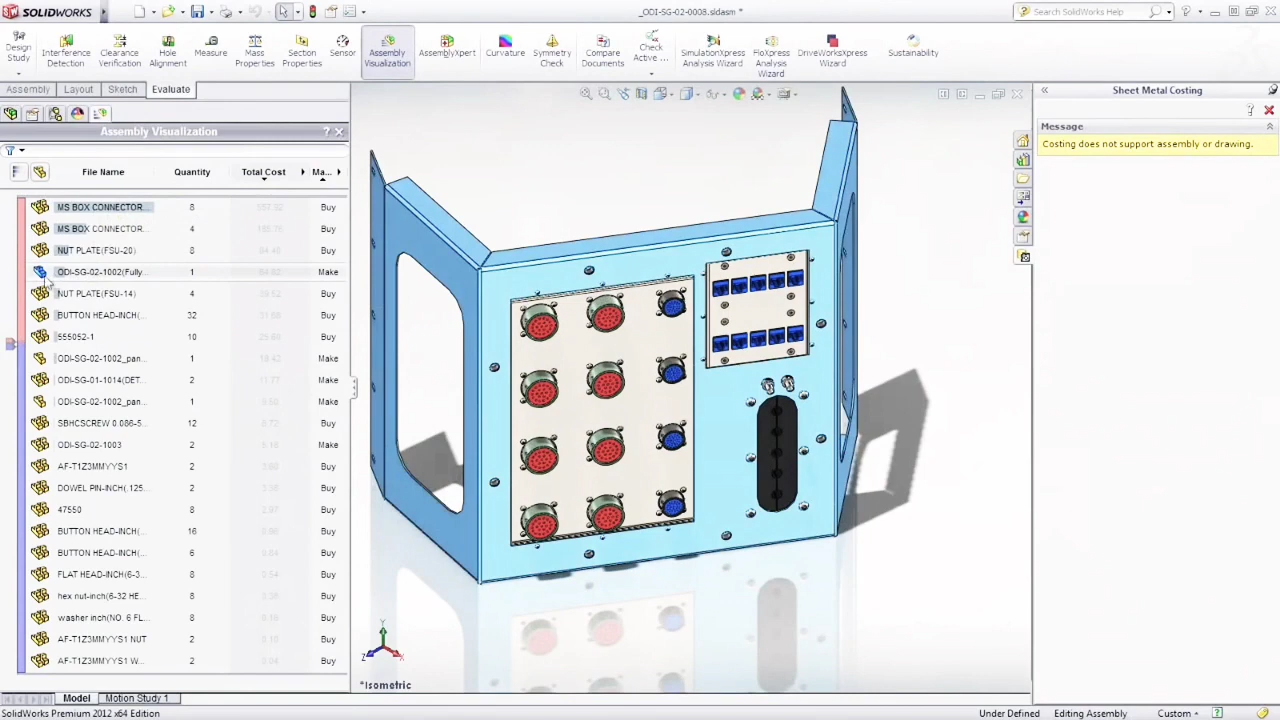 SOLIDWORKS
_ODI-SG-02-0008.sldasm *
Search SolidWorks Help
Design Study
Interference Detection
Clearance Verification
Hole Alignment
Measure
Mass Properties
Section Properties
Sensor
Assembly Visualization
AssemblyXpert
Curvature
Symmetry Check
Compare Documents
Check Active ...
SimulationXpress Analysis Wizard
FloXpress Analysis Wizard
DriveWorksXpress Wizard
Sustainability
Assembly Layout Sketch Evaluate
Assembly Visualization
File Name Quantity Total Cost Ma...
MS BOX CONNECTOR... 8 Buy
MS BOX CONNECTOR... 4 Buy
NUT PLATE(FSU-20) 8 Buy
ODI-SG-02-1002(Fully... 1 Make
NUT PLATE(FSU-14) 4 Buy
BUTTON HEAD-INCH(... 32 Buy
555052-1 10 Buy
ODI-SG-02-1002_pan... 1 Make
ODI-SG-01-1014(DET... 2 Make
ODI-SG-02-1002_pan... 1 Make
SBHCSCREW 0.086-5... 12 Buy
ODI-SG-02-1003 2 Make
AF-T1Z3MMYYS1 2 Buy
DOWEL PIN-INCH(.125... 2 Buy
47550 8 Buy
BUTTON HEAD-INCH(... 16 Buy
BUTTON HEAD-INCH(... 6 Buy
FLAT HEAD-INCH(6-3... 8 Buy
hex nut-inch(6-32 HE... 8 Buy
washer inch(NO. 6 FL... 8 Buy
AF-T1Z3MMYYS1 NUT 2 Buy
AF-T1Z3MMYYS1 W... 2 Buy
Sheet Metal Costing
Message
Costing does not support assembly or drawing.
Y
Z
X
*Isometric
Model Motion Study 1
SolidWorks Premium 2012 x64 Edition
Under Defined Editing Assembly Custom